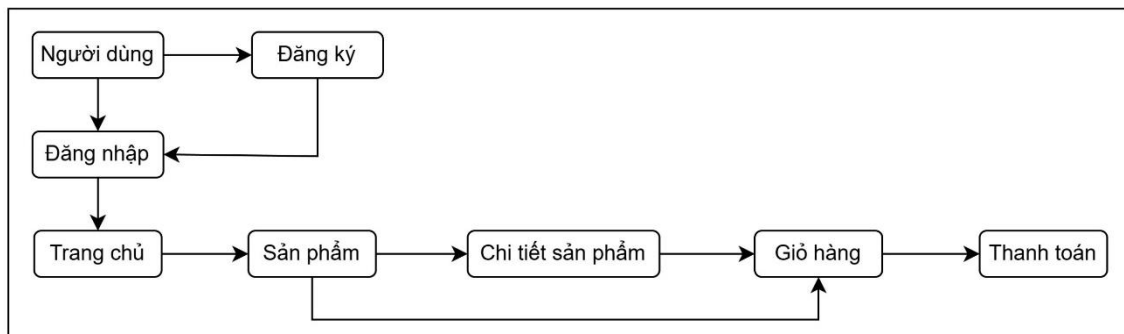 Người dùng
Đăng ký
Đăng nhập
Trang chủ
Sản phẩm
Chi tiết sản phẩm
Giỏ hàng
Thanh toán